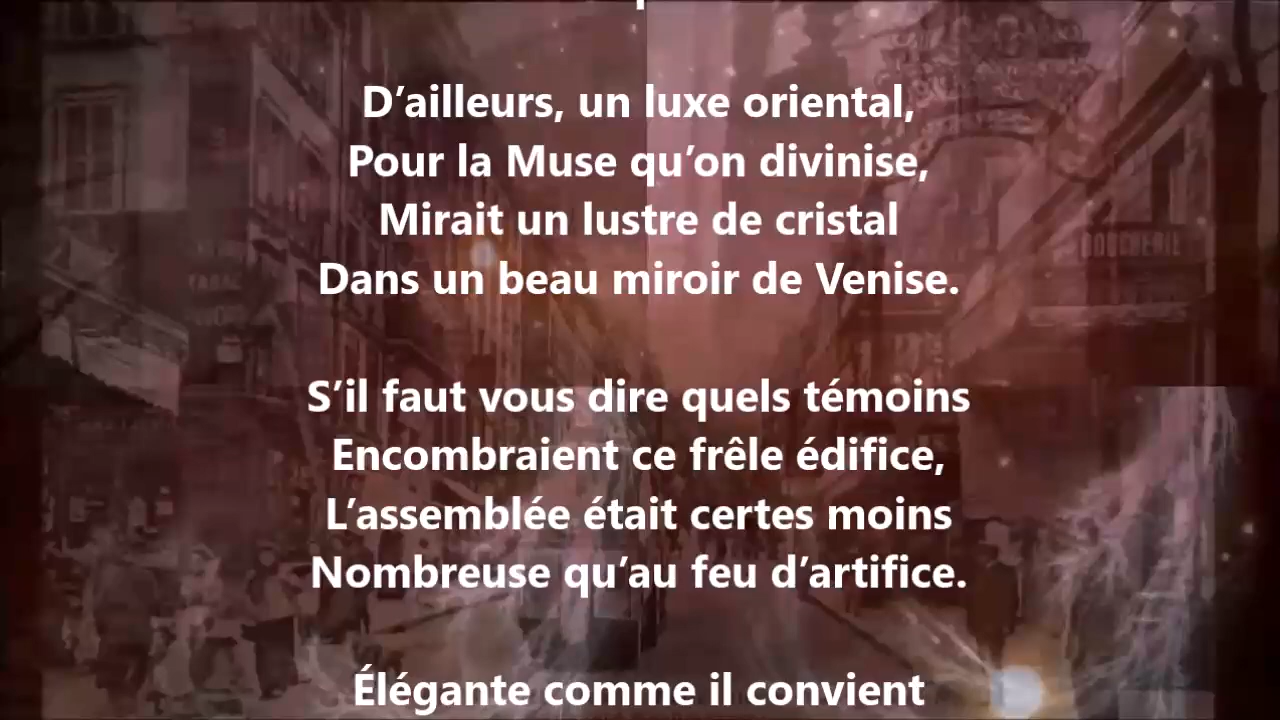 D’ailleurs, un luxe oriental,
Pour la Muse qu’on divinise,
Mirait un lustre de cristal
Dans un beau miroir de Venise.
S’il faut vous dire quels témoins
Encombraient ce frêle édifice,
L’assemblée était certes moins
Nombreuse qu’au feu d’artifice.
Élégante comme il convient
BOUCHERIE
TABAC